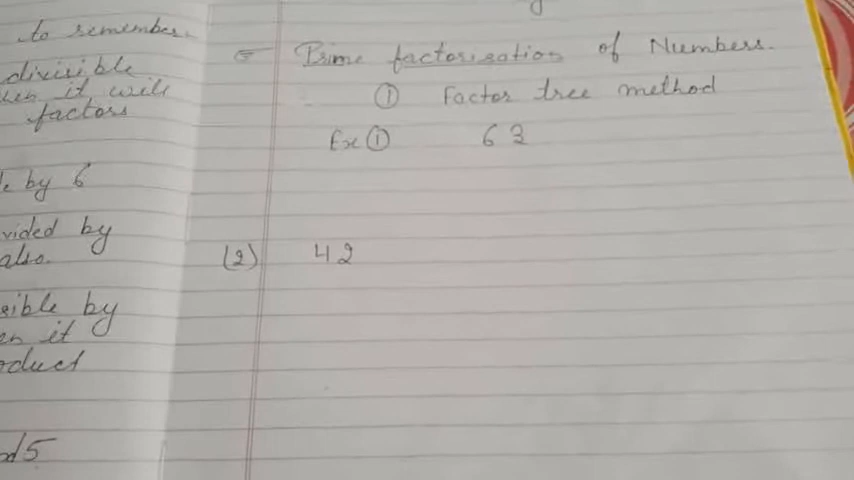 to remember.
divisible
it will
factors
by 6
vided by
also.
sible by
en it
oduct
d 5
Prime factorisation of Numbers.
① Factor tree method
Ex ① 63
(2) 42